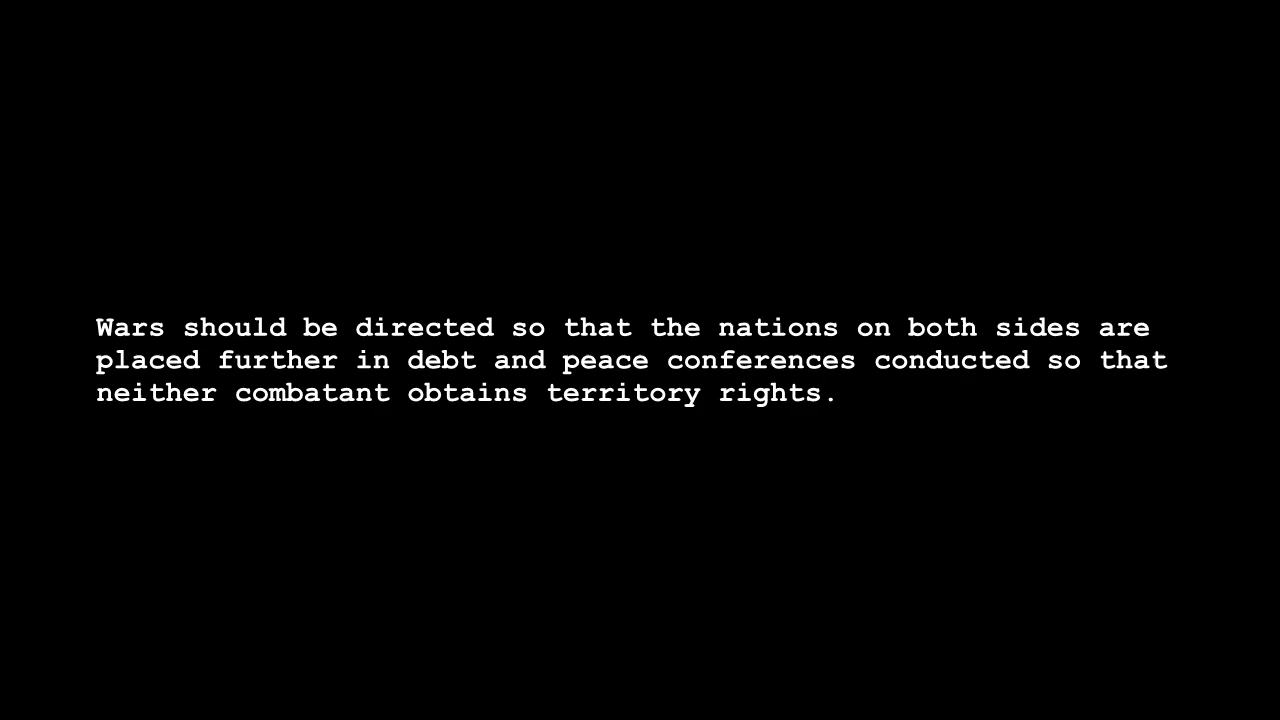 Wars should be directed so that the nations on both sides are
placed further in debt and peace conferences conducted so that
neither combatant obtains territory rights.